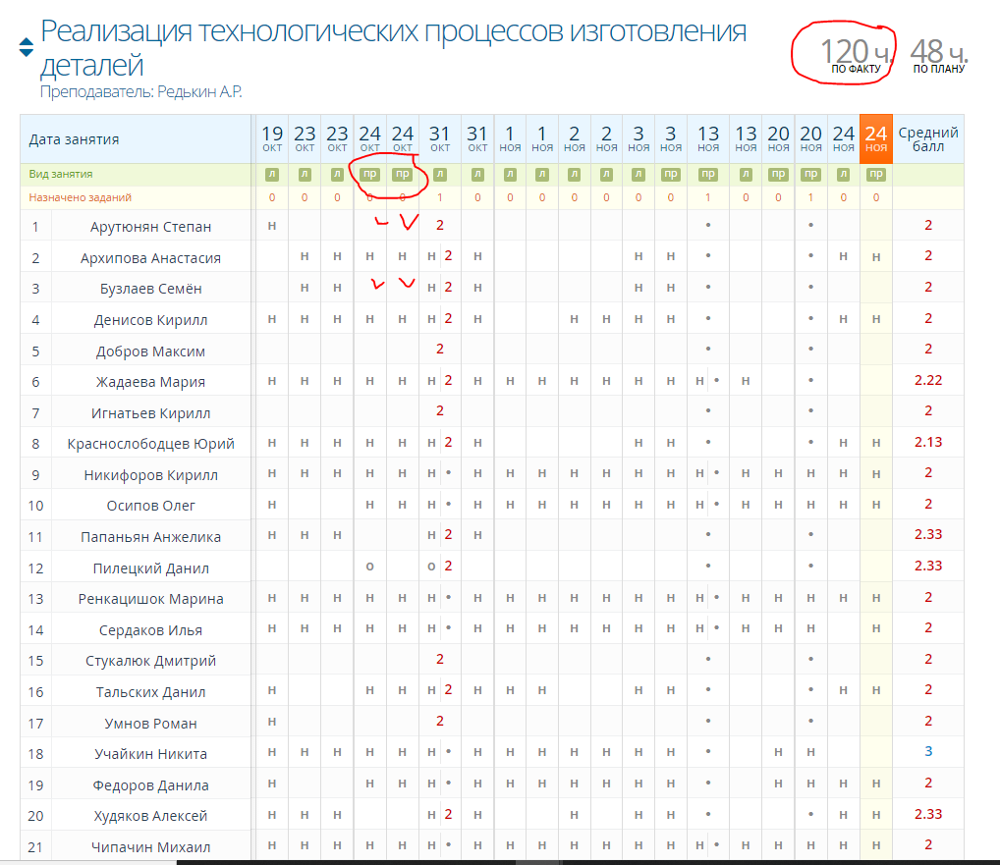 Реализация технологических процессов изготовления
деталей
Преподаватель: Редькин А.Р.
120 ч. 48 ч.
ПО ФАКТУ ПО ПЛАНУ
Дата занятия 19 23 23 24 24 31 31 1 1 2 2 3 3 13 13 20 20 24 24 Средний балл
ОКТ ОКТ ОКТ ОКТ ОКТ ОКТ ОКТ НОЯ НОЯ НОЯ НОЯ НОЯ НОЯ НОЯ НОЯ НОЯ НОЯ НОЯ НОЯ
Вид занятия л л л пр пр л л л л л л л пр пр л пр пр л пр
Назначено заданий 0 0 0 0 0 1 0 0 0 0 0 0 0 1 0 0 1 0 0
1 Арутюнян Степан Н 2 • • 2
2 Архипова Анастасия Н Н Н Н Н 2 Н Н Н • • Н Н 2
3 Бузлаев Семён Н Н Н 2 Н Н Н • • 2
4 Денисов Кирилл Н Н Н Н Н Н 2 Н Н Н Н Н • • Н Н 2
5 Добров Максим 2 • • 2
6 Жадаева Мария Н Н Н Н Н Н 2 Н Н Н Н Н Н Н Н • Н • 2.22
7 Игнатьев Кирилл 2 • • 2
8 Краснослободцев Юрий Н Н Н Н Н Н 2 Н Н Н • • Н Н 2.13
9 Никифоров Кирилл Н Н Н Н Н Н • Н Н Н Н Н Н Н Н • Н Н Н Н Н 2
10 Осипов Олег Н Н Н Н • Н Н Н Н Н Н Н Н • Н Н Н Н Н 2
11 Папаньян Анжелика Н Н Н Н 2 Н • • 2.33
12 Пилецкий Данил О О 2 • • 2.33
13 Ренкацишок Марина Н Н Н Н Н Н • Н Н Н Н Н Н Н Н • Н Н Н Н Н 2
14 Сердаков Илья Н Н Н Н Н Н • Н Н Н Н Н Н Н Н • Н Н Н Н 2
15 Стукалюк Дмитрий 2 • • 2
16 Тальских Данил Н Н Н Н 2 Н Н Н Н Н • • Н Н 2
17 Умнов Роман Н 2 • • 2
18 Учайкин Никита Н Н Н Н Н Н • Н Н Н Н Н Н Н • Н Н 3
19 Федоров Данила Н Н Н Н • Н Н Н Н Н Н Н • Н Н Н Н 2
20 Худяков Алексей Н Н Н Н 2 Н Н Н Н • • Н Н 2.33
21 Чипачин Михаил Н Н Н Н Н Н • Н Н Н Н Н Н Н Н • Н Н Н Н Н 2